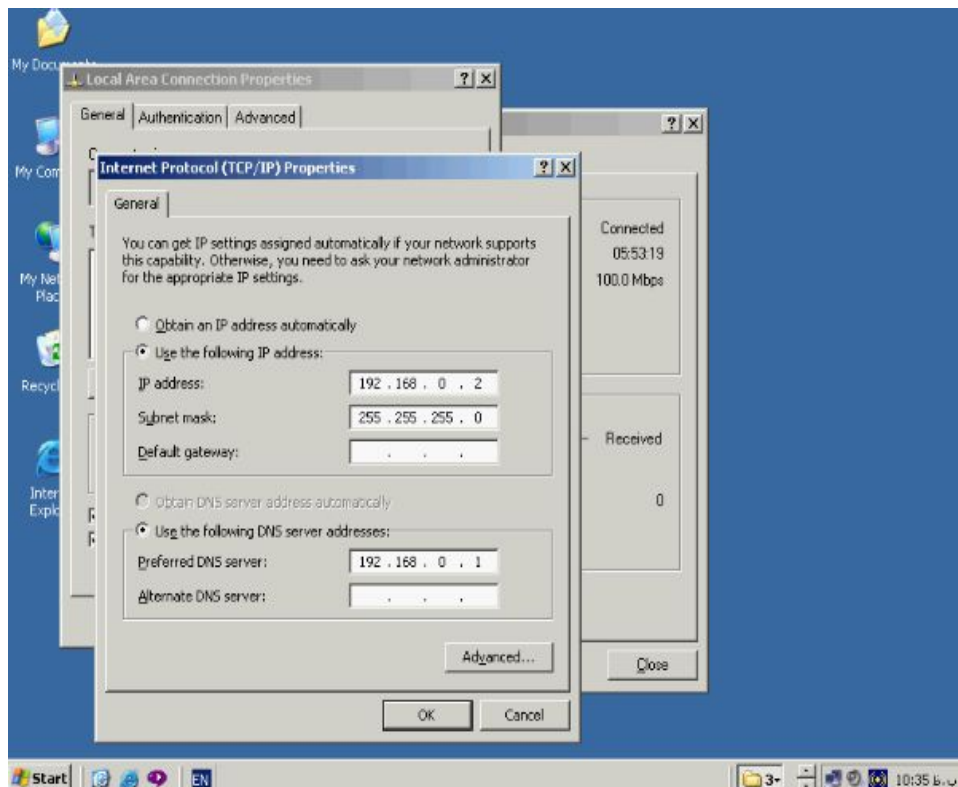 My Docu
Local Area Connection Properties
General Authentication Advanced
My Com
Internet Protocol (TCP/IP) Properties
General
You can get IP settings assigned automatically if your network supports
this capability. Otherwise, you need to ask your network administrator
for the appropriate IP settings.
Connected
05:53:19
100.0 Mbps
My Net
Plac
Obtain an IP address automatically
Use the following IP address:
IP address: 192 . 168 . 0 . 2
Recycl
Subnet mask: 255 . 255 . 255 . 0
Default gateway: . . .
Received
Inter
Explo
Obtain DNS server address automatically
0
Use the following DNS server addresses:
Preferred DNS server: 192 . 168 . 0 . 1
Alternate DNS server: . . .
Advanced...
Close
OK Cancel
Start EN 3 10:35